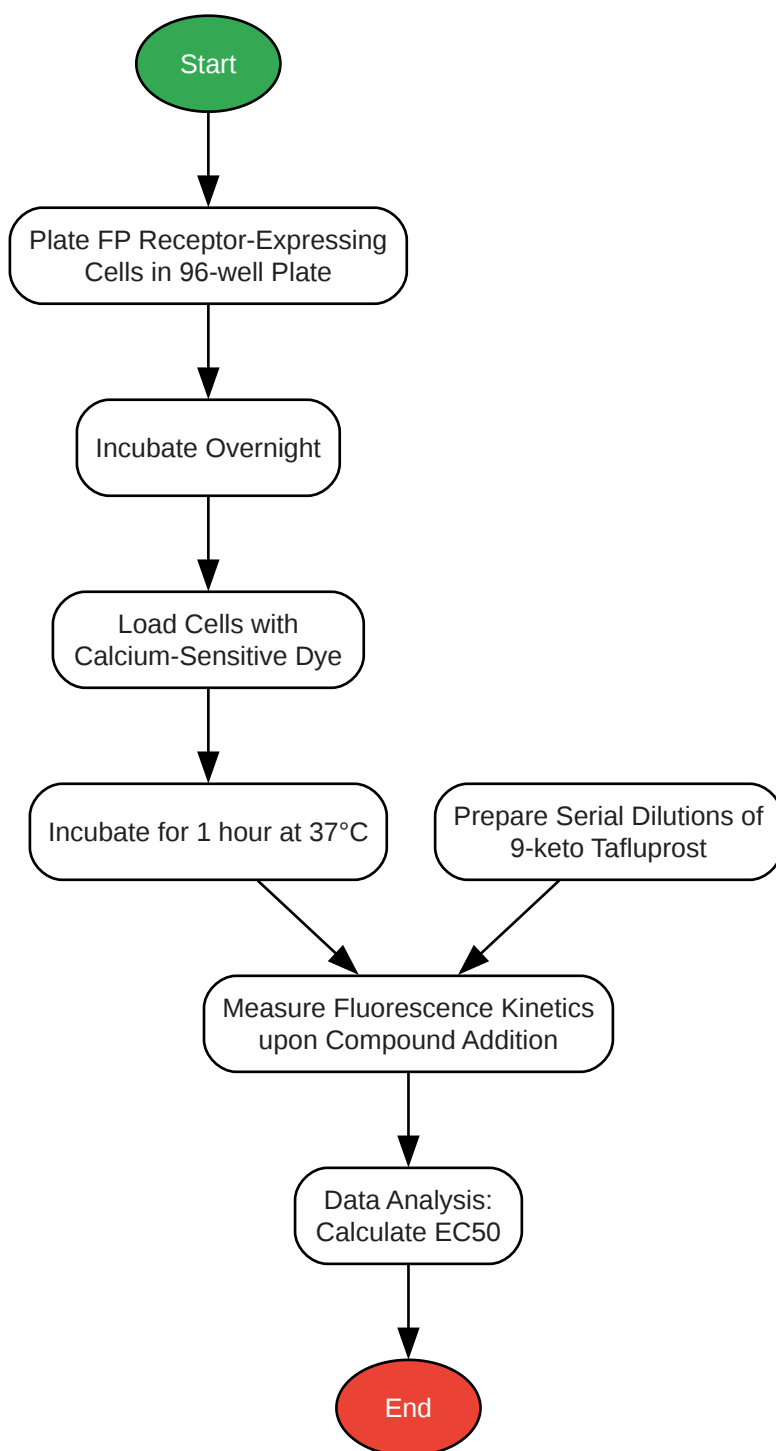 Start
Plate FP Receptor-Expressing
Cells in 96-well Plate
Incubate Overnight
Load Cells with
Calcium-Sensitive Dye
Incubate for 1 hour at 37°C
Prepare Serial Dilutions of
9-keto Tafluprost
Measure Fluorescence Kinetics
upon Compound Addition
Data Analysis:
Calculate EC50
End